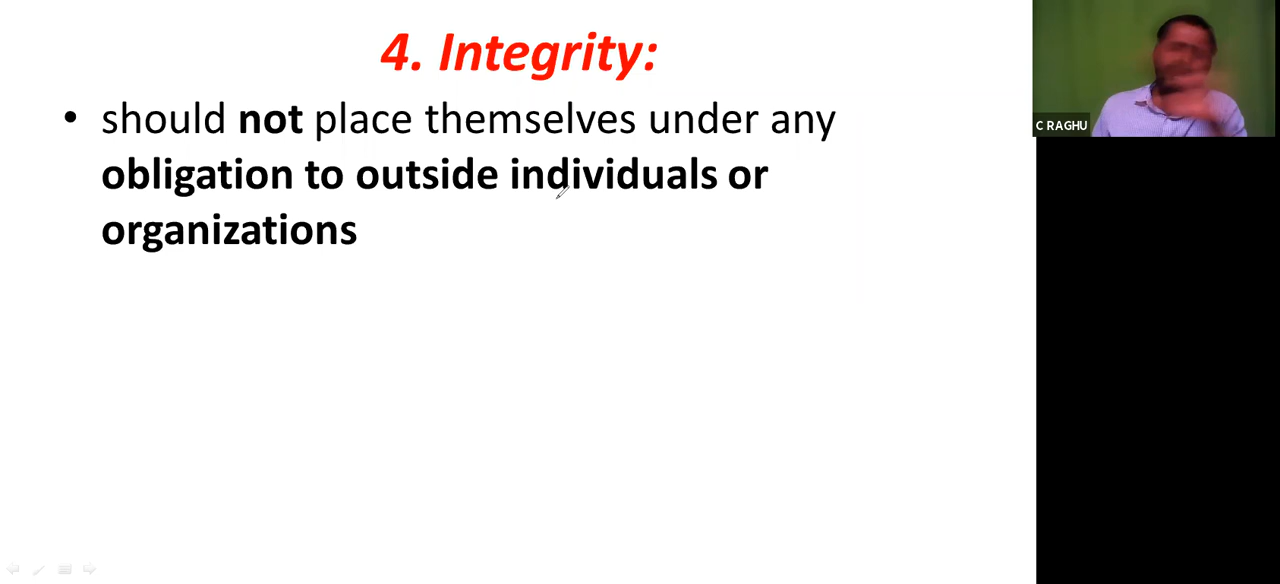 4. Integrity:
• should not place themselves under any
obligation to outside individuals or
organizations
C RAGHU